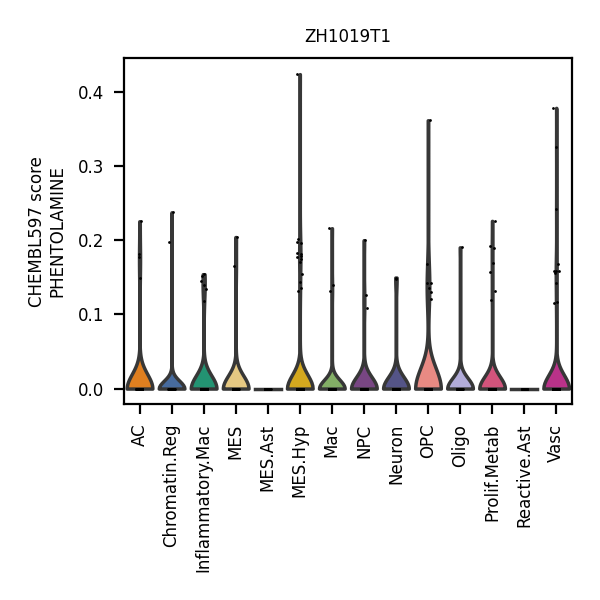 ZH1019T1
CHEMBL597 score
PHENTOLAMINE
0.4
0.3
0.2
0.1
0.0
AC
Chromatin.Reg
Inflammatory.Mac
MES
MES.Ast
MES.Hyp
Mac
NPC
Neuron
OPC
Oligo
Prolif.Metab
Reactive.Ast
Vasc